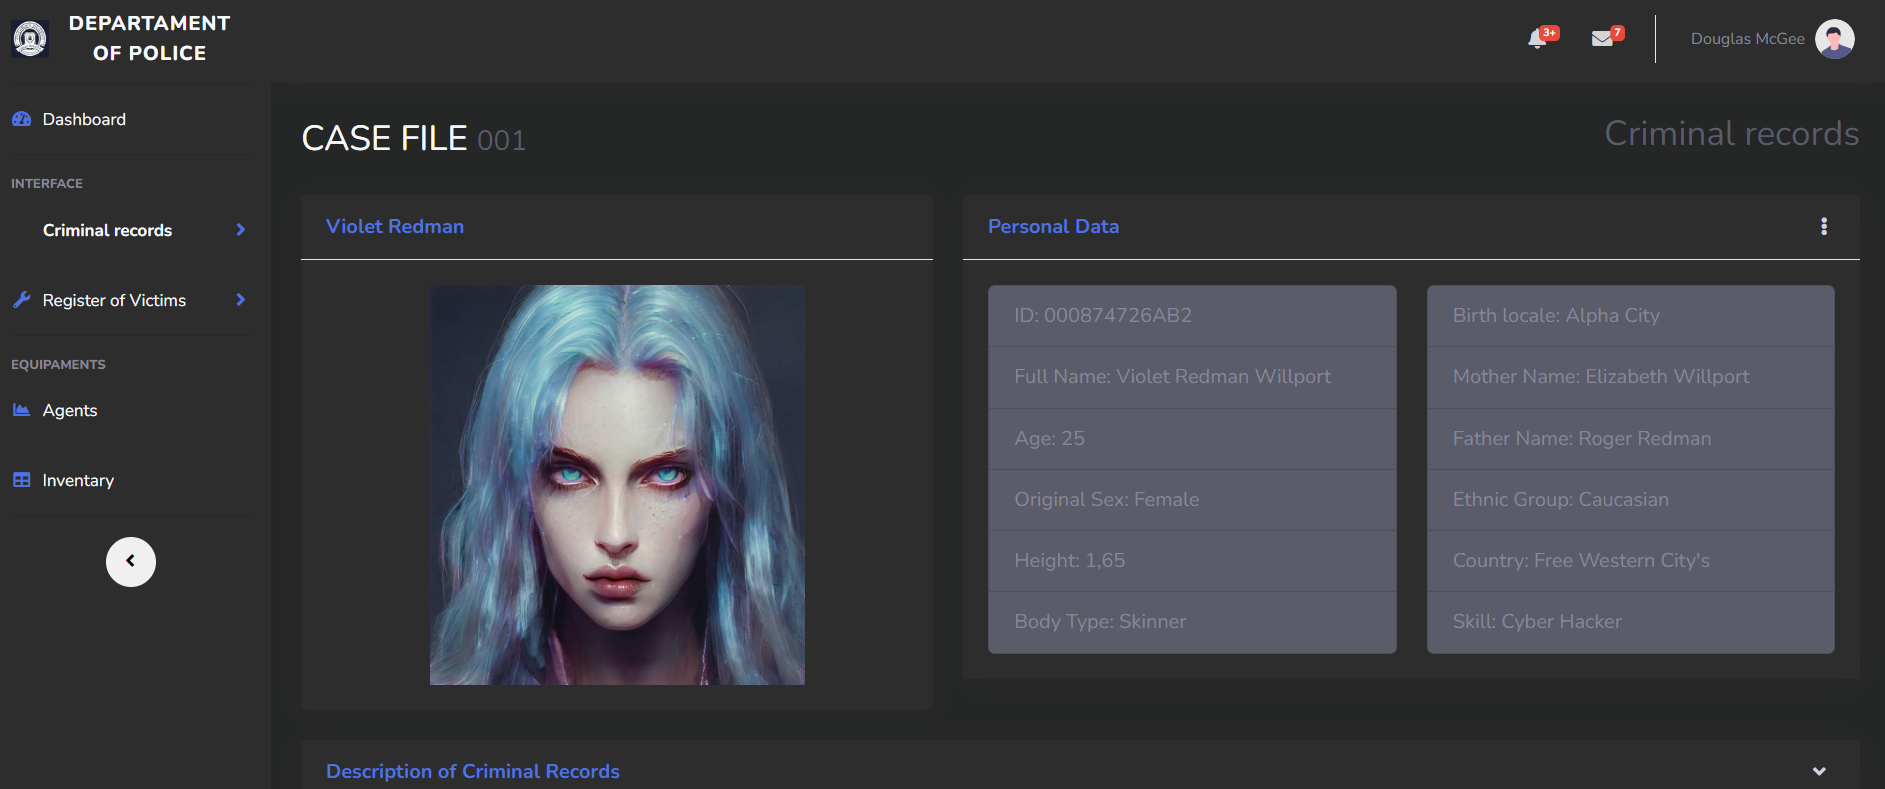 DEPARTAMENT
OF POLICE
3+
7
Douglas McGee
Dashboard
INTERFACE
Criminal records
Register of Victims
EQUIPAMENTS
Agents
Inventory
CASE FILE 001
Criminal records
Violet Redman
Personal Data
ID: 000874726AB2
Full Name: Violet Redman Willport
Age: 25
Original Sex: Female
Height: 1,65
Body Type: Skinner
Birth locale: Alpha City
Mother Name: Elizabeth Willport
Father Name: Roger Redman
Ethnic Group: Caucasian
Country: Free Western City's
Skill: Cyber Hacker
Description of Criminal Records